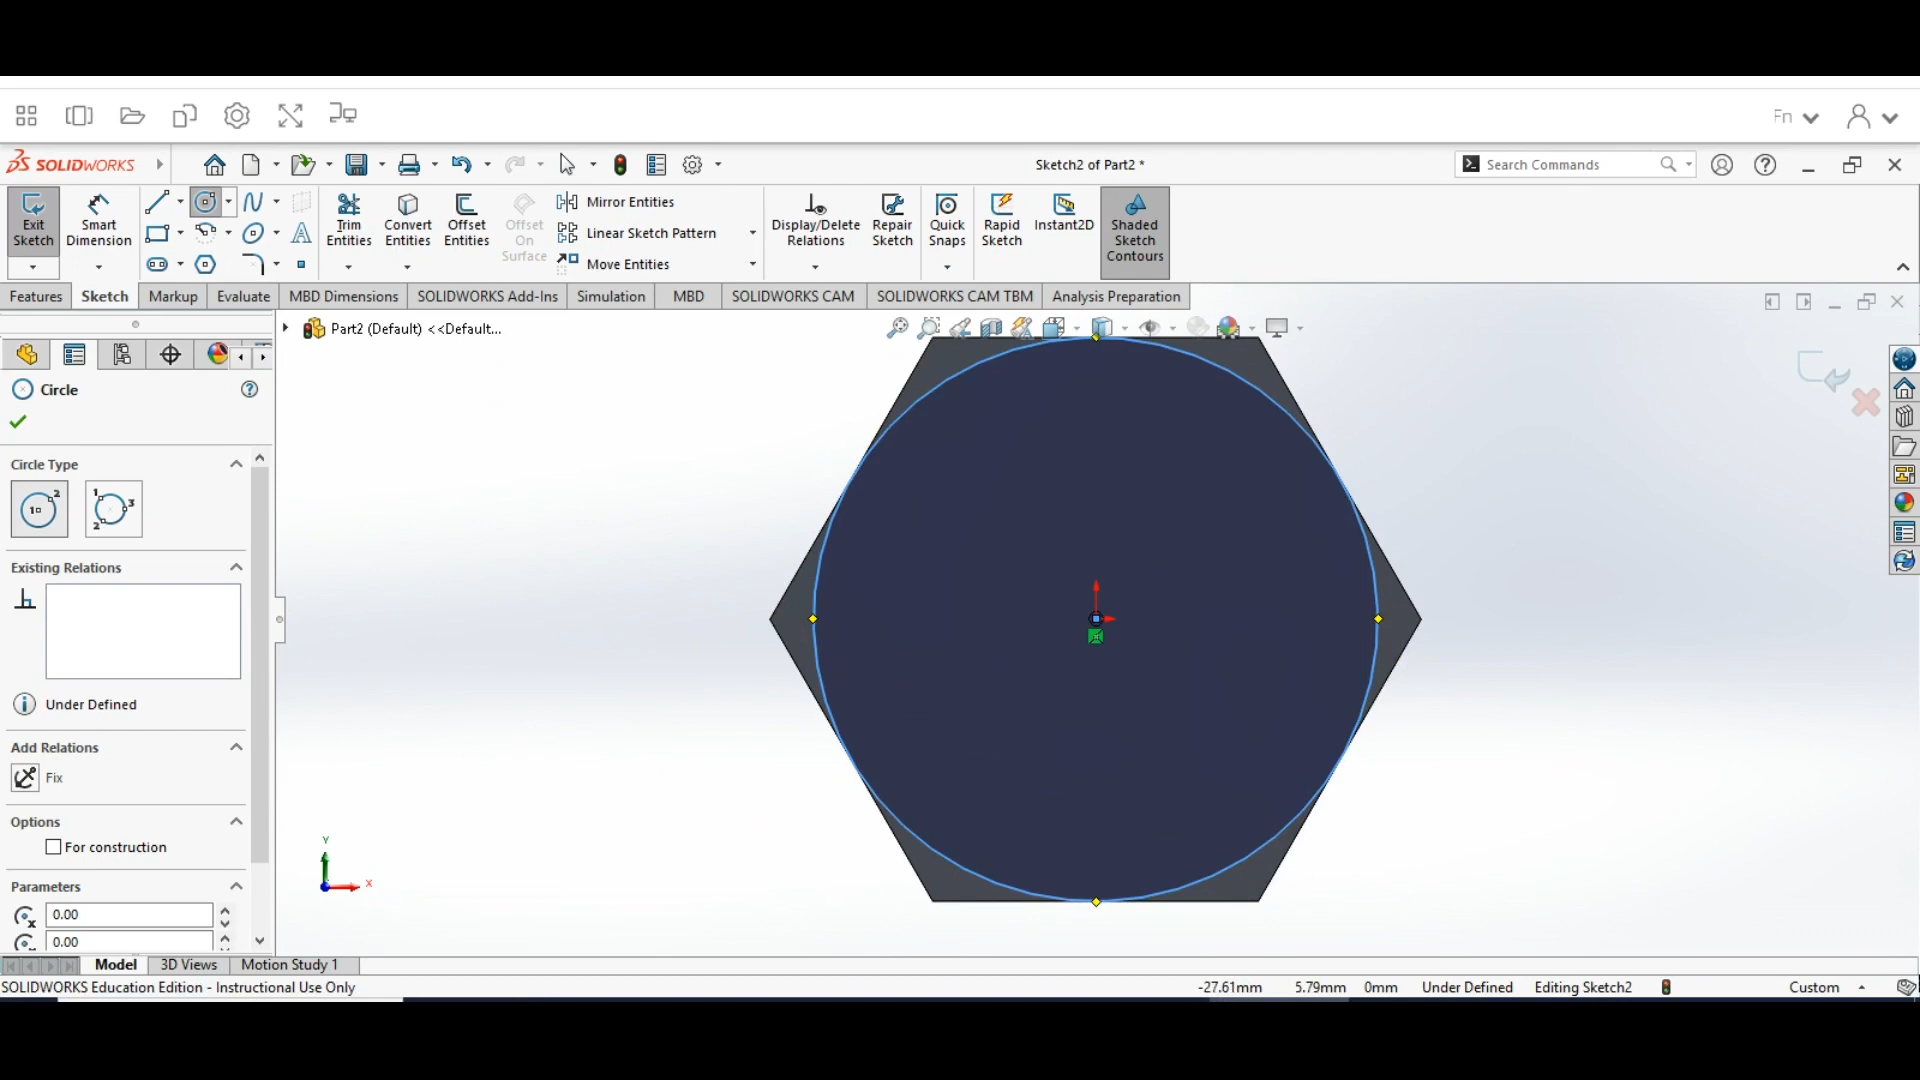 Fn
SOLIDWORKS
Sketch2 of Part2 *
Search Commands
Exit Sketch
Smart Dimension
Trim Entities
Convert Entities
Offset Entities
Offset On Surface
Mirror Entities
Linear Sketch Pattern
Move Entities
Display/Delete Relations
Repair Sketch
Quick Snaps
Rapid Sketch
Instant2D
Shaded Sketch Contours
Features
Sketch
Markup
Evaluate
MBD Dimensions
SOLIDWORKS Add-Ins
Simulation
MBD
SOLIDWORKS CAM
SOLIDWORKS CAM TBM
Analysis Preparation
Part2 (Default) <<Default...
Circle
Circle Type
Existing Relations
Under Defined
Add Relations
Fix
Options
For construction
Parameters
0.00
0.00
Y
X
Model
3D Views
Motion Study 1
SOLIDWORKS Education Edition - Instructional Use Only
-27.61mm
5.79mm
0mm
Under Defined
Editing Sketch2
Custom